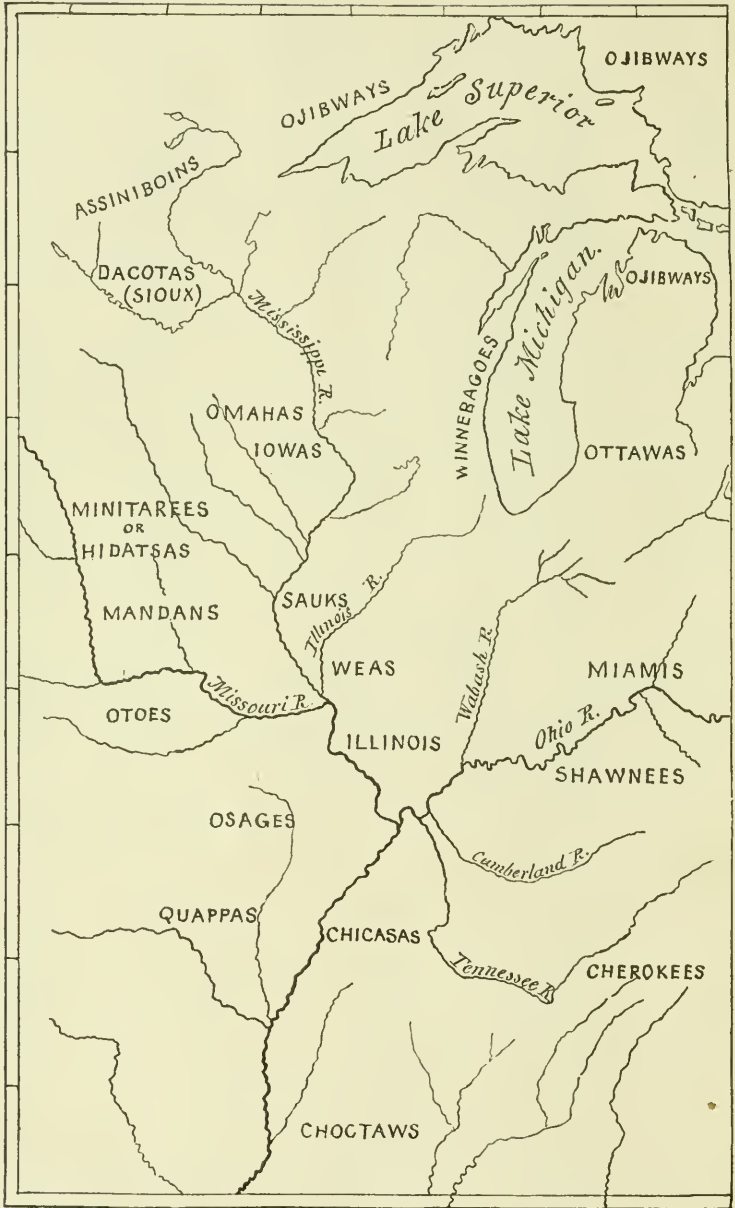 OJIBWAYS
OJIBWAYS
Lake Superior
ASSINIBOINS
DACOTAS
(SIOUX)
OJIBWAYS
Mississippi R.
Lake Michigan.
WINNEBAGOES
OMAHAS
IOWAS
OTTAWAS
MINITAREES
OR
HIDATSAS
SAUKS
Illinois R.
MANDANS
WEAS
Wabash R.
MIAMIS
Missouri R.
OTOES
ILLINOIS
Ohio R.
SHAWNEES
OSAGES
Cumberland R.
QUAPPAS
CHICASAS
Tennessee R.
CHEROKEES
CHOCTAWS